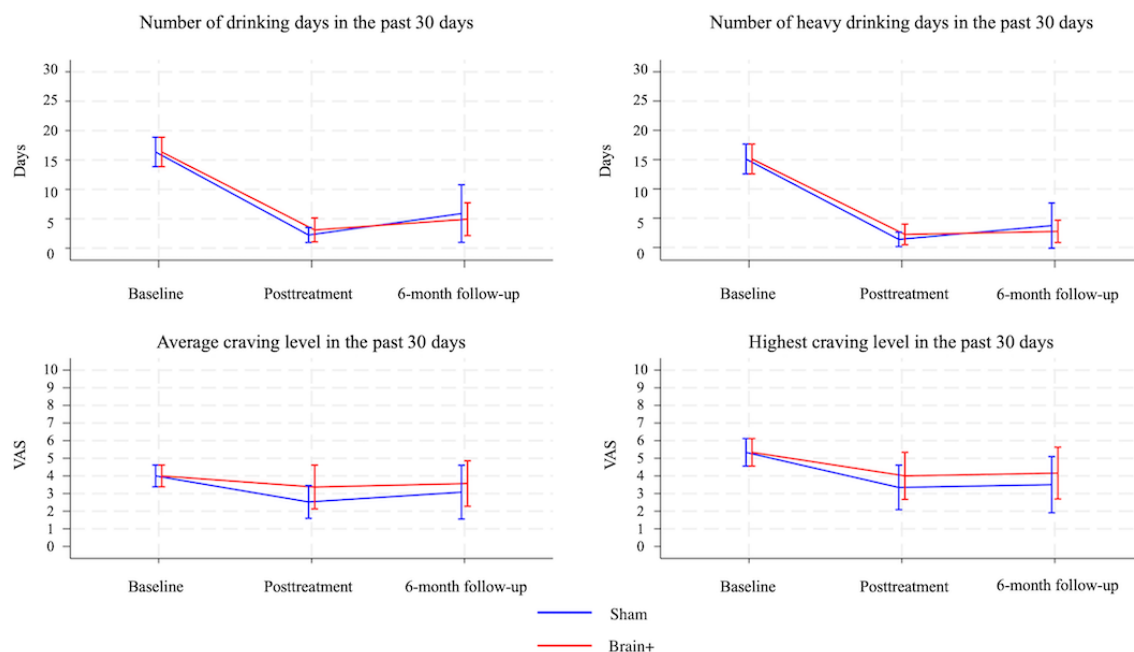 Number of drinking days in the past 30 days
30
25
20
15
10
5
0
Days
Baseline
Posttreatment
6-month follow-up
Number of heavy drinking days in the past 30 days
30
25
20
15
10
5
0
Days
Baseline
Posttreatment
6-month follow-up
Average craving level in the past 30 days
10
9
8
7
6
5
4
3
2
1
0
VAS
Baseline
Posttreatment
6-month follow-up
Highest craving level in the past 30 days
10
9
8
7
6
5
4
3
2
1
0
VAS
Baseline
Posttreatment
6-month follow-up
Sham
Brain+